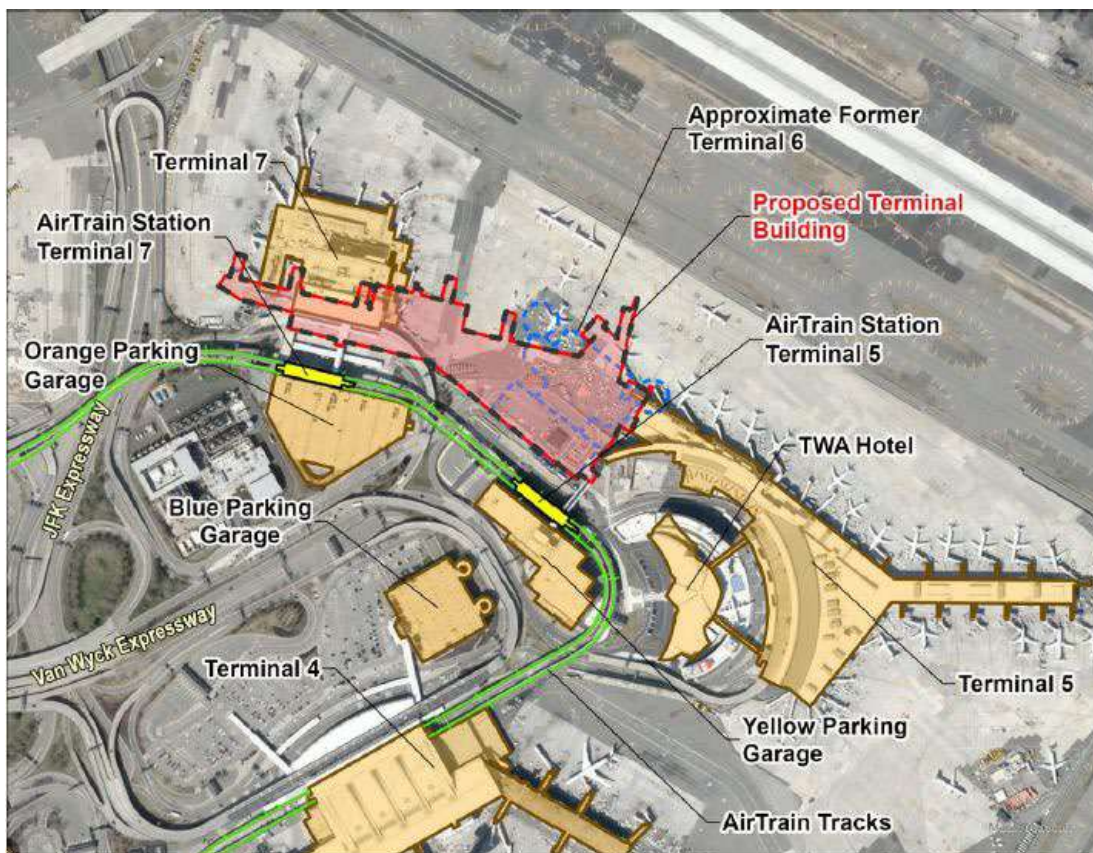 Approximate Former
Terminal 6
Terminal 7
Proposed Terminal
Building
AirTrain Station
Terminal 7
AirTrain Station
Terminal 5
Orange Parking
Garage
TWA Hotel
JFK Expressway
Blue Parking
Garage
Van Wyck Expressway
Terminal 4
Terminal 5
Yellow Parking
Garage
AirTrain Tracks